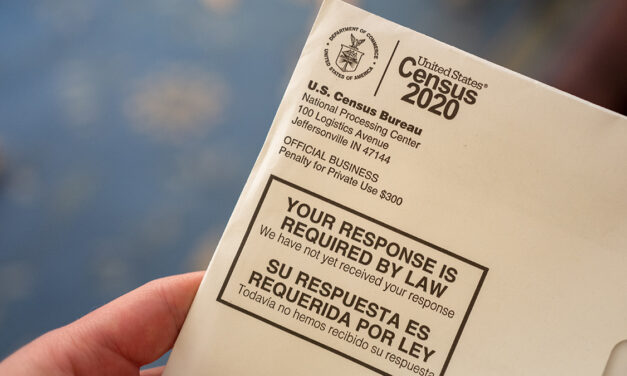 DEPARTMENT OF COMMERCE
UNITED STATES OF AMERICA
United States®
Census
2020
U.S. Census Bureau
National Processing Center
100 Logistics Avenue
Jeffersonville IN 47144
OFFICIAL BUSINESS
Penalty for Private Use $300
YOUR RESPONSE IS
REQUIRED BY LAW
We have not yet received your response
SU RESPUESTA ES
REQUERIDA POR LEY
Todavía no hemos recibido su respuesta